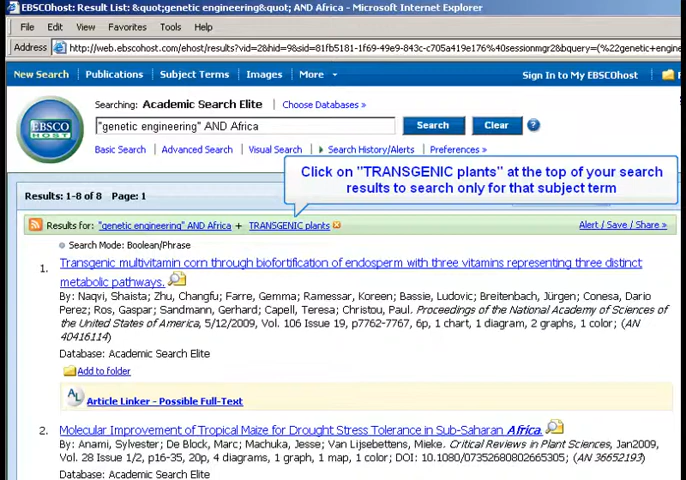 EBSCOhost: Result List: &quot;genetic engineering&quot; AND Africa - Microsoft Internet Explorer
File Edit View Favorites Tools Help
Address http://web.ebscohost.com/ehost/results?vid=2&hid=9&sid=81fb5181-1f69-49e9-843c-c705a419e176%40sessionmgr2&bquery=(%22genetic+engine
New Search Publications Subject Terms Images More Sign In to My EBSCOhost
Searching: Academic Search Elite Choose Databases »
EBSCO HOST
"genetic engineering" AND Africa Search Clear ?
Basic Search Advanced Search Visual Search Search History/Alerts Preferences »
Click on "TRANSGENIC plants" at the top of your search
results to search only for that subject term
Results: 1-8 of 8 Page: 1
Results for: "genetic engineering" AND Africa + TRANSGENIC plants Alert / Save / Share »
Search Mode: Boolean/Phrase
1. Transgenic multivitamin corn through biofortification of endosperm with three vitamins representing three distinct
metabolic pathways.
By: Naqvi, Shaista; Zhu, Changfu; Farre, Gemma; Ramessar, Koreen; Bassie, Ludovic; Breitenbach, Jürgen; Conesa, Dario
Perez; Ros, Gaspar; Sandmann, Gerhard; Capell, Teresa; Christou, Paul. Proceedings of the National Academy of Sciences of
the United States of America, 5/12/2009, Vol. 106 Issue 19, p7762-7767, 6p, 1 chart, 1 diagram, 2 graphs, 1 color; (AN
40416114)
Database: Academic Search Elite
Add to folder
AL Article Linker - Possible Full-Text
2. Molecular Improvement of Tropical Maize for Drought Stress Tolerance in Sub-Saharan Africa.
By: Anami, Sylvester; De Block, Marc; Machuka, Jesse; Van Lijsebettens, Mieke. Critical Reviews in Plant Sciences, Jan2009,
Vol. 28 Issue 1/2, p16-35, 20p, 4 diagrams, 1 graph, 1 map, 1 color; DOI: 10.1080/07352680802665305; (AN 36652193)
Database: Academic Search Elite